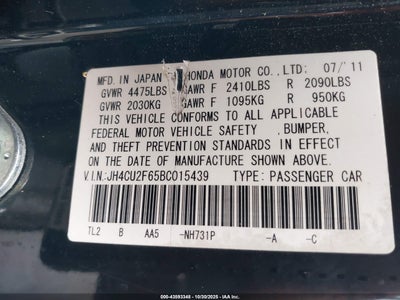 MFD. IN JAPAN BY HONDA MOTOR CO., LTD: 07/'11
GVWR 4475LBS GAWR F 2410LBS R 2090LBS
GVWR 2030KG GAWR F 1095KG R 950KG
THIS VEHICLE CONFORMS TO ALL APPLICABLE
FEDERAL MOTOR VEHICLE SAFETY , BUMPER,
AND THEFT PREVENTION STANDARDS IN EFFECT
ON THE DATE OF MANUFACTURE SHOWN ABOVE.
V.I.N: JH4CU2F65BC015439 TYPE: PASSENGER CAR
TL2 B AA5 -NH731P -A -C
000-43593348 - 10/30/2025 -